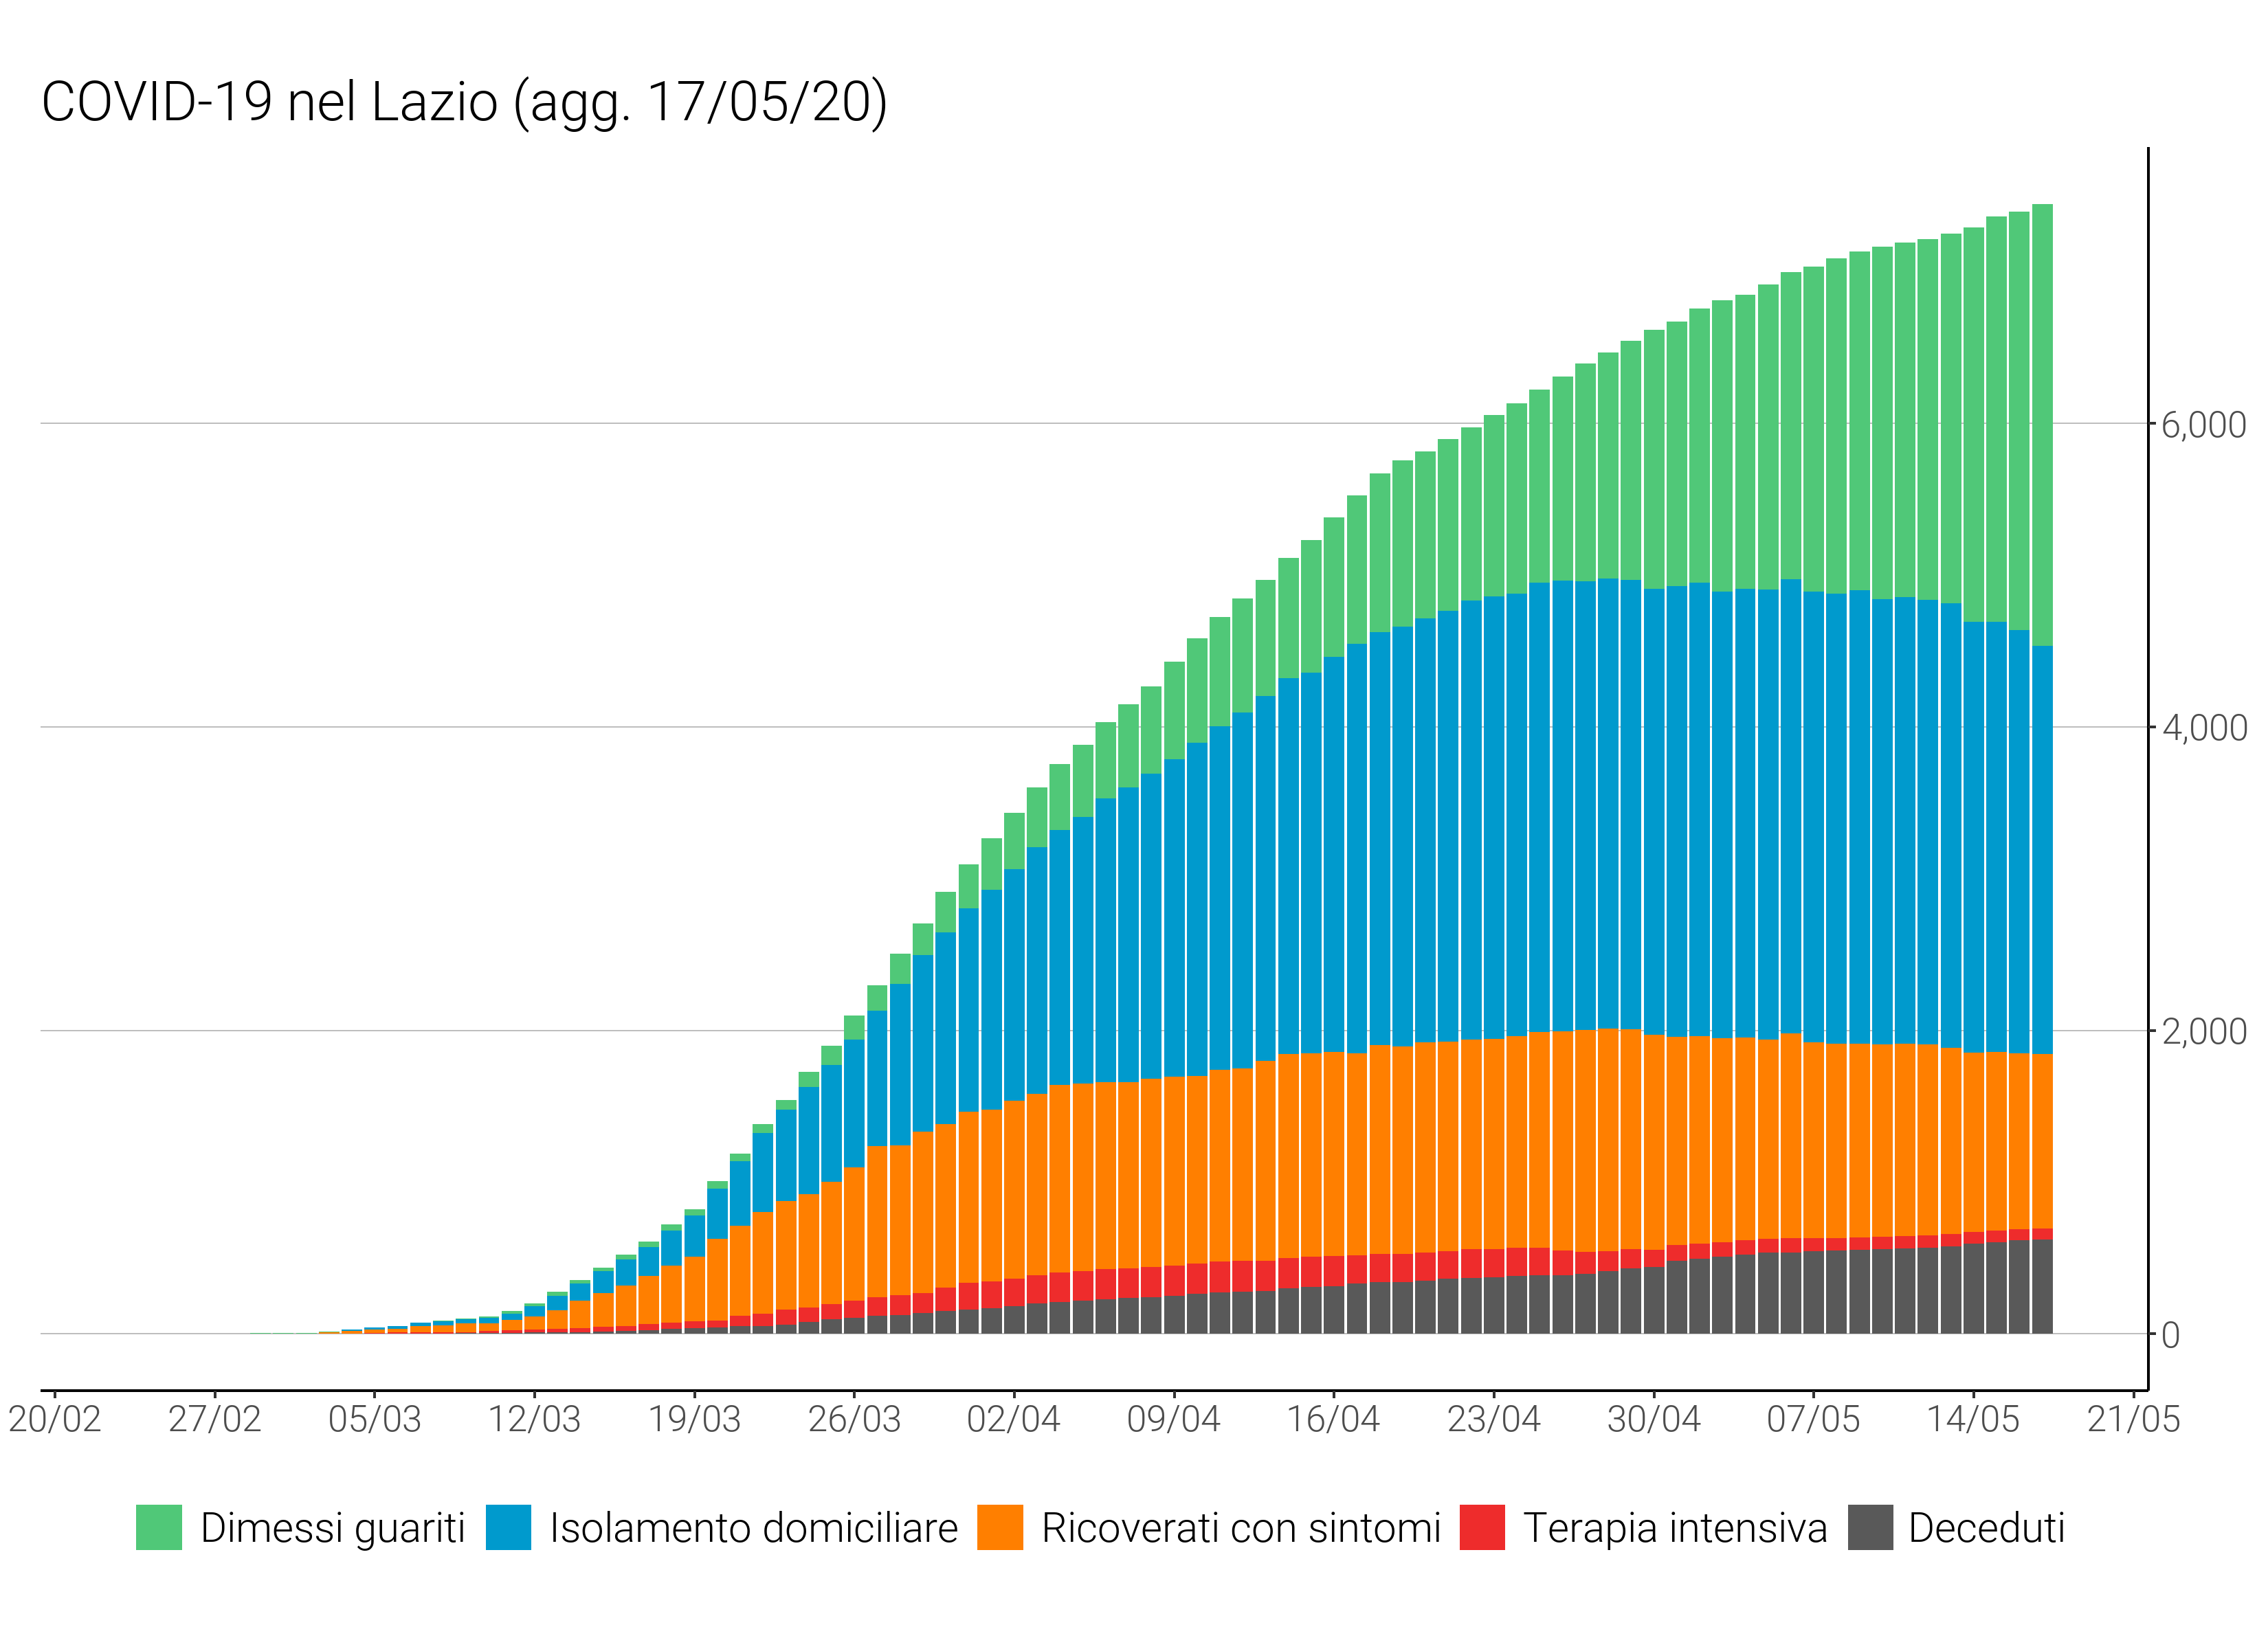 COVID-19 nel Lazio (agg. 17/05/20)
6,000
4,000
2,000
0
20/02 27/02 05/03 12/03 19/03 26/03 02/04 09/04 16/04 23/04 30/04 07/05 14/05 21/05
Dimessi guariti Isolamento domiciliare Ricoverati con sintomi Terapia intensiva Deceduti